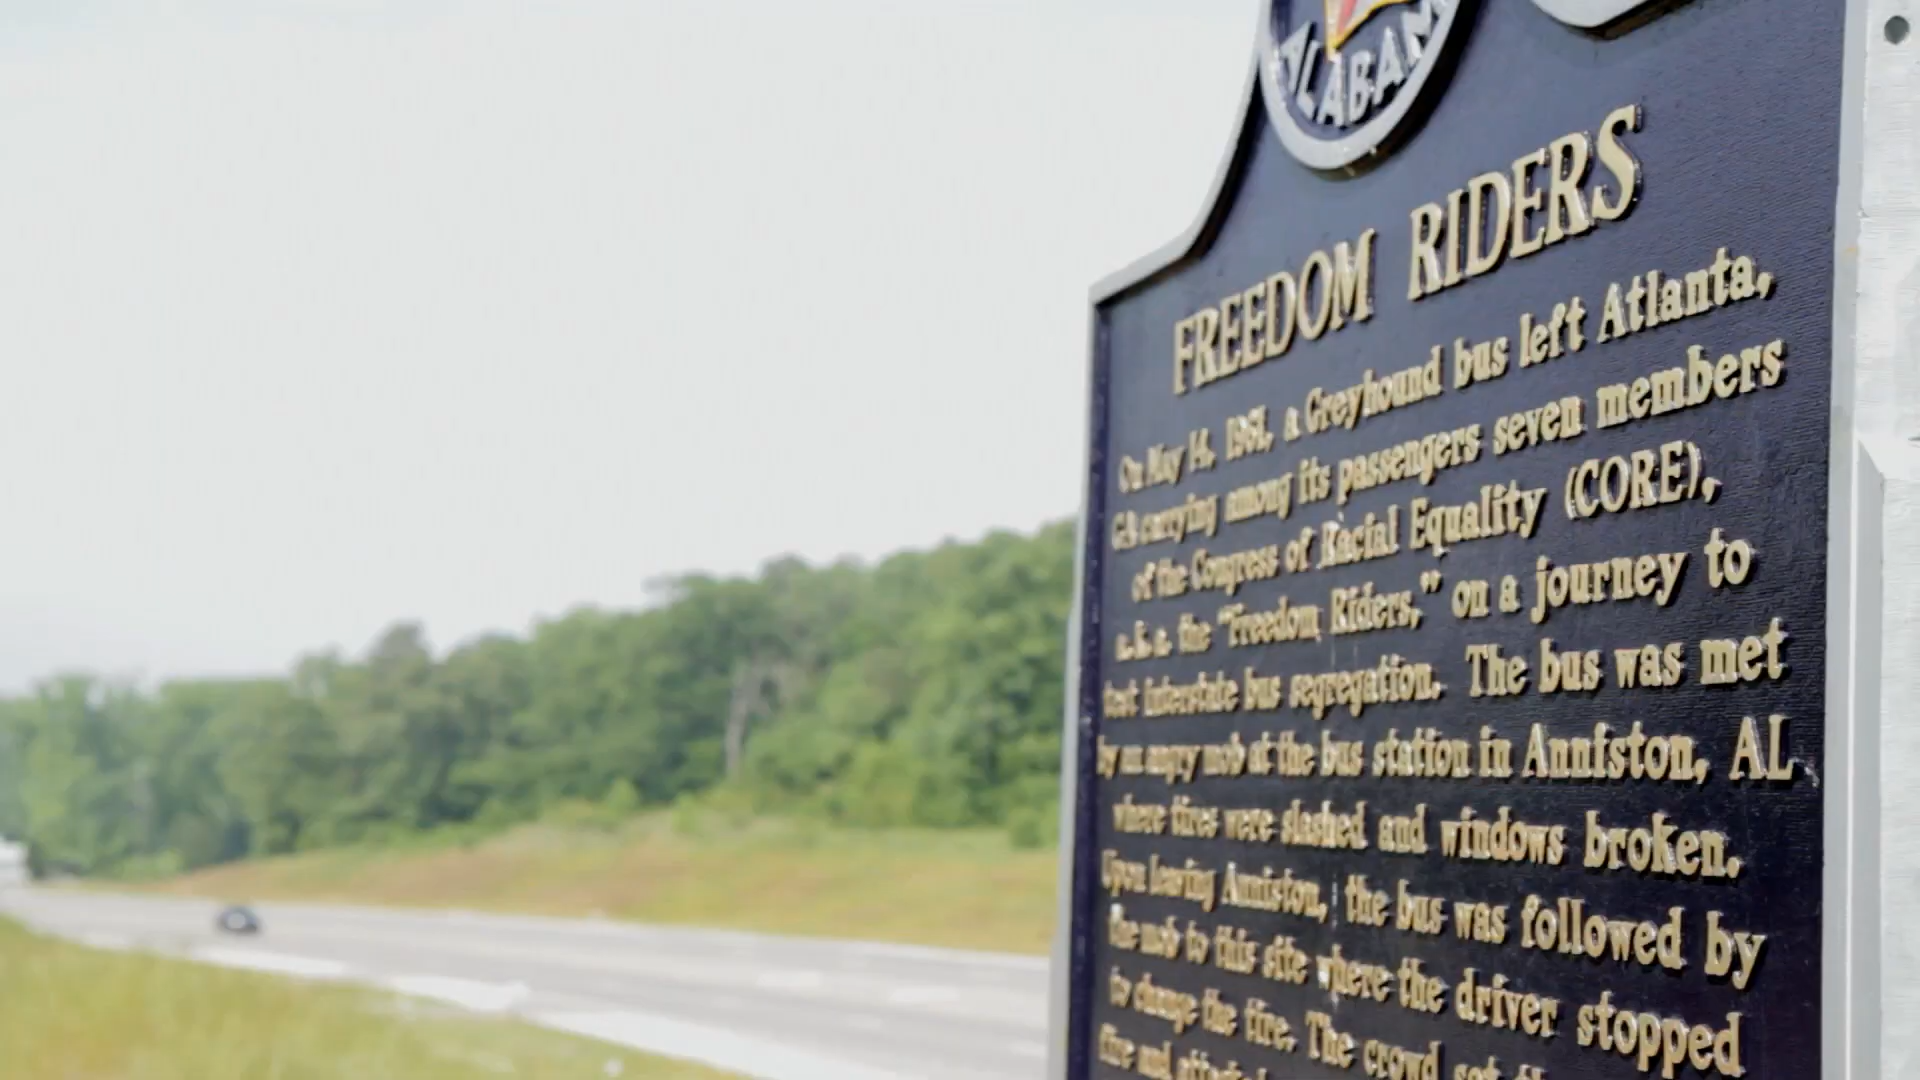 ALABAM
FREEDOM RIDERS
On May 14, 1961, a Greyhound bus left Atlanta,
GA carrying among its passengers seven members
of the Congress of Racial Equality (CORE),
a.k.a. the "Freedom Riders," on a journey to
test interstate bus segregation. The bus was met
by an angry mob at the bus station in Anniston, AL
where tires were slashed and windows broken.
Upon leaving Anniston, the bus was followed by
the mob to this site where the driver stopped
to change the tire. The crowd set
fire and